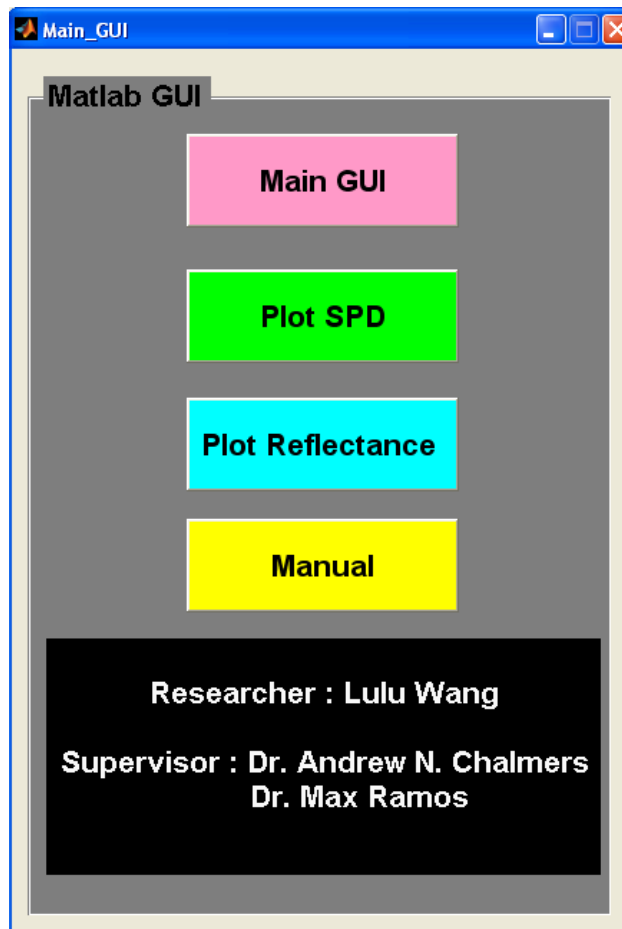 Main_GUI
Matlab GUI
Main GUI
Plot SPD
Plot Reflectance
Manual
Researcher : Lulu Wang
Supervisor : Dr. Andrew N. Chalmers
Dr. Max Ramos